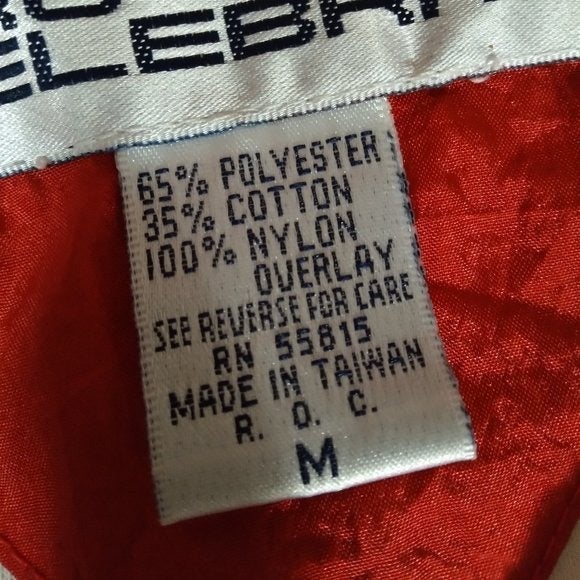 65% POLYESTER
35% COTTON
100% NYLON
OVERLAY
SEE REVERSE FOR CARE
RN 55815
MADE IN TAIWAN
R. O. C.
M